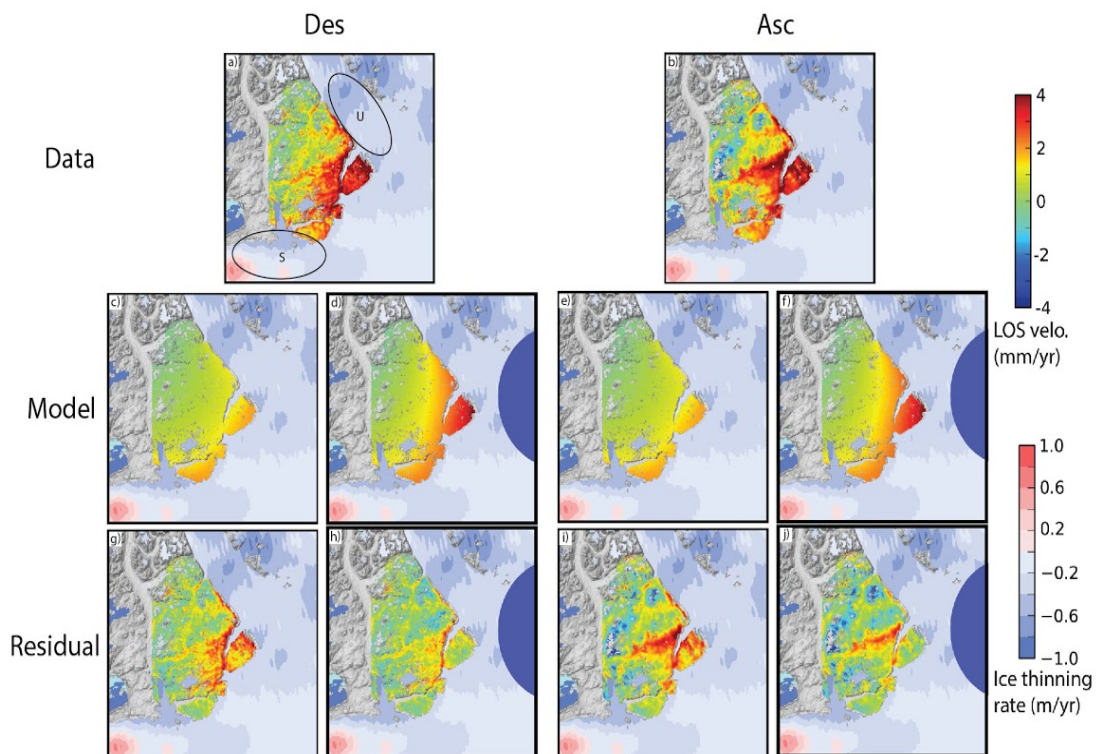 Des
Asc
a)
U
S
b)
Data
4
2
0
-2
-4
LOS velo.
(mm/yr)
c)
d)
e)
f)
Model
1.0
0.6
0.2
−0.2
−0.6
−1.0
Ice thinning
rate (m/yr)
g)
h)
i)
j)
Residual